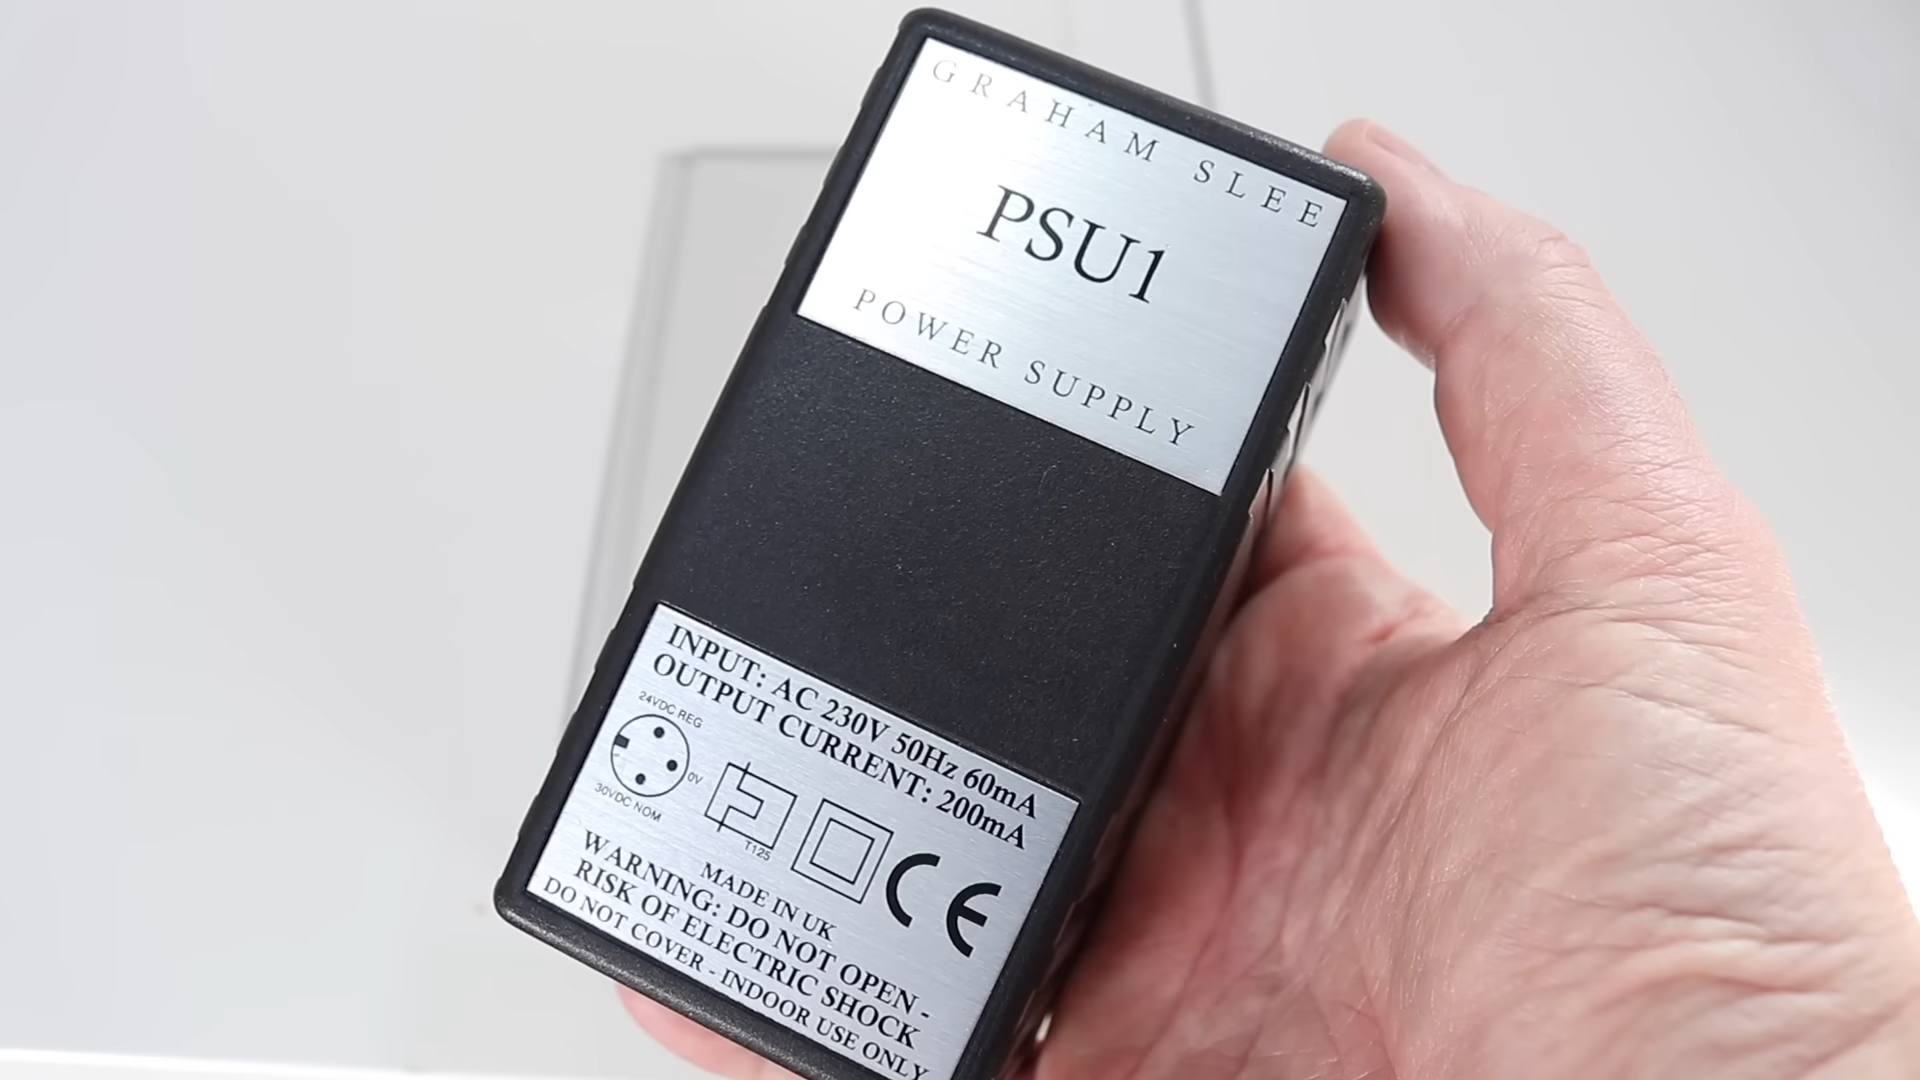 GRAHAM SLEE
PSU1
POWER SUPPLY
INPUT: AC 230V 50Hz 60mA
OUTPUT CURRENT: 200mA
24VDC REG
0V
30VDC NOM
T125
CE
MADE IN UK
WARNING: DO NOT OPEN -
RISK OF ELECTRIC SHOCK
DO NOT COVER - INDOOR USE ONLY